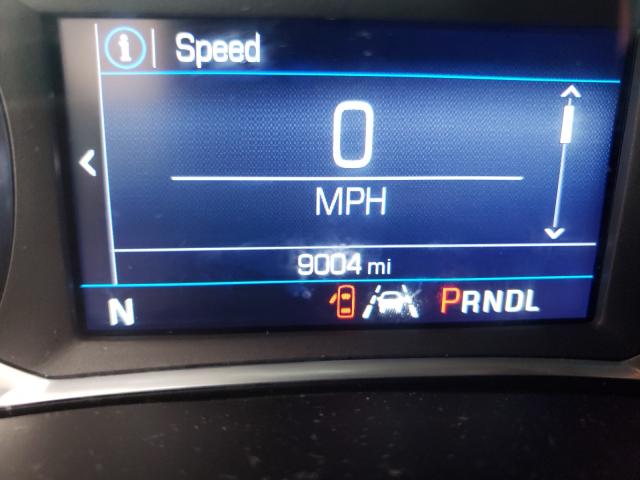 i | Speed
0
MPH
9004 mi
N PRNDL